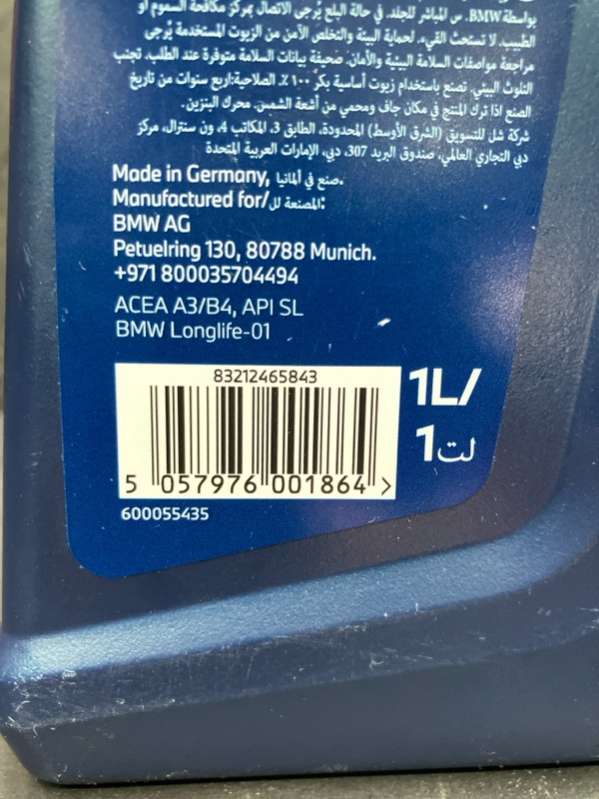 بواسطة BMW. س المباشر للجلد. في حالة البلع يُرجى الاتصال بمركز مكافحة السموم أو
الطبيب. لا تستحث القيء. لحماية البيئة والتخلص الآمن من الزيوت المستخدمة يُرجى
مراجعة مواصفات السلامة البيئية والأمان. صحيفة بيانات السلامة متوفرة عند الطلب. تجنب
التلوث البيئي. تصنع باستخدام زيوت أساسية بكر ١٠٠٪. الصلاحية: اربع سنوات من تاريخ
الصنع اذا ترك المنتج في مكان جاف ومحمي من أشعة الشمس. محرك البنزين.
شركة شل للتسويق (الشرق الأوسط) المحدودة، الطابق 3، المكاتب 4، ون سنترال، مركز
دبي التجاري العالمي، صندوق البريد 307، دبي، الإمارات العربية المتحدة
Made in Germany, صنع في ألمانيا.
Manufactured for/المصنعة لل:
BMW AG
Petuelring 130, 80788 Munich.
+971 800035704494
ACEA A3/B4, API SL
BMW Longlife-01
83212465843
1L/
1لت
5 057976 001864 >
600055435